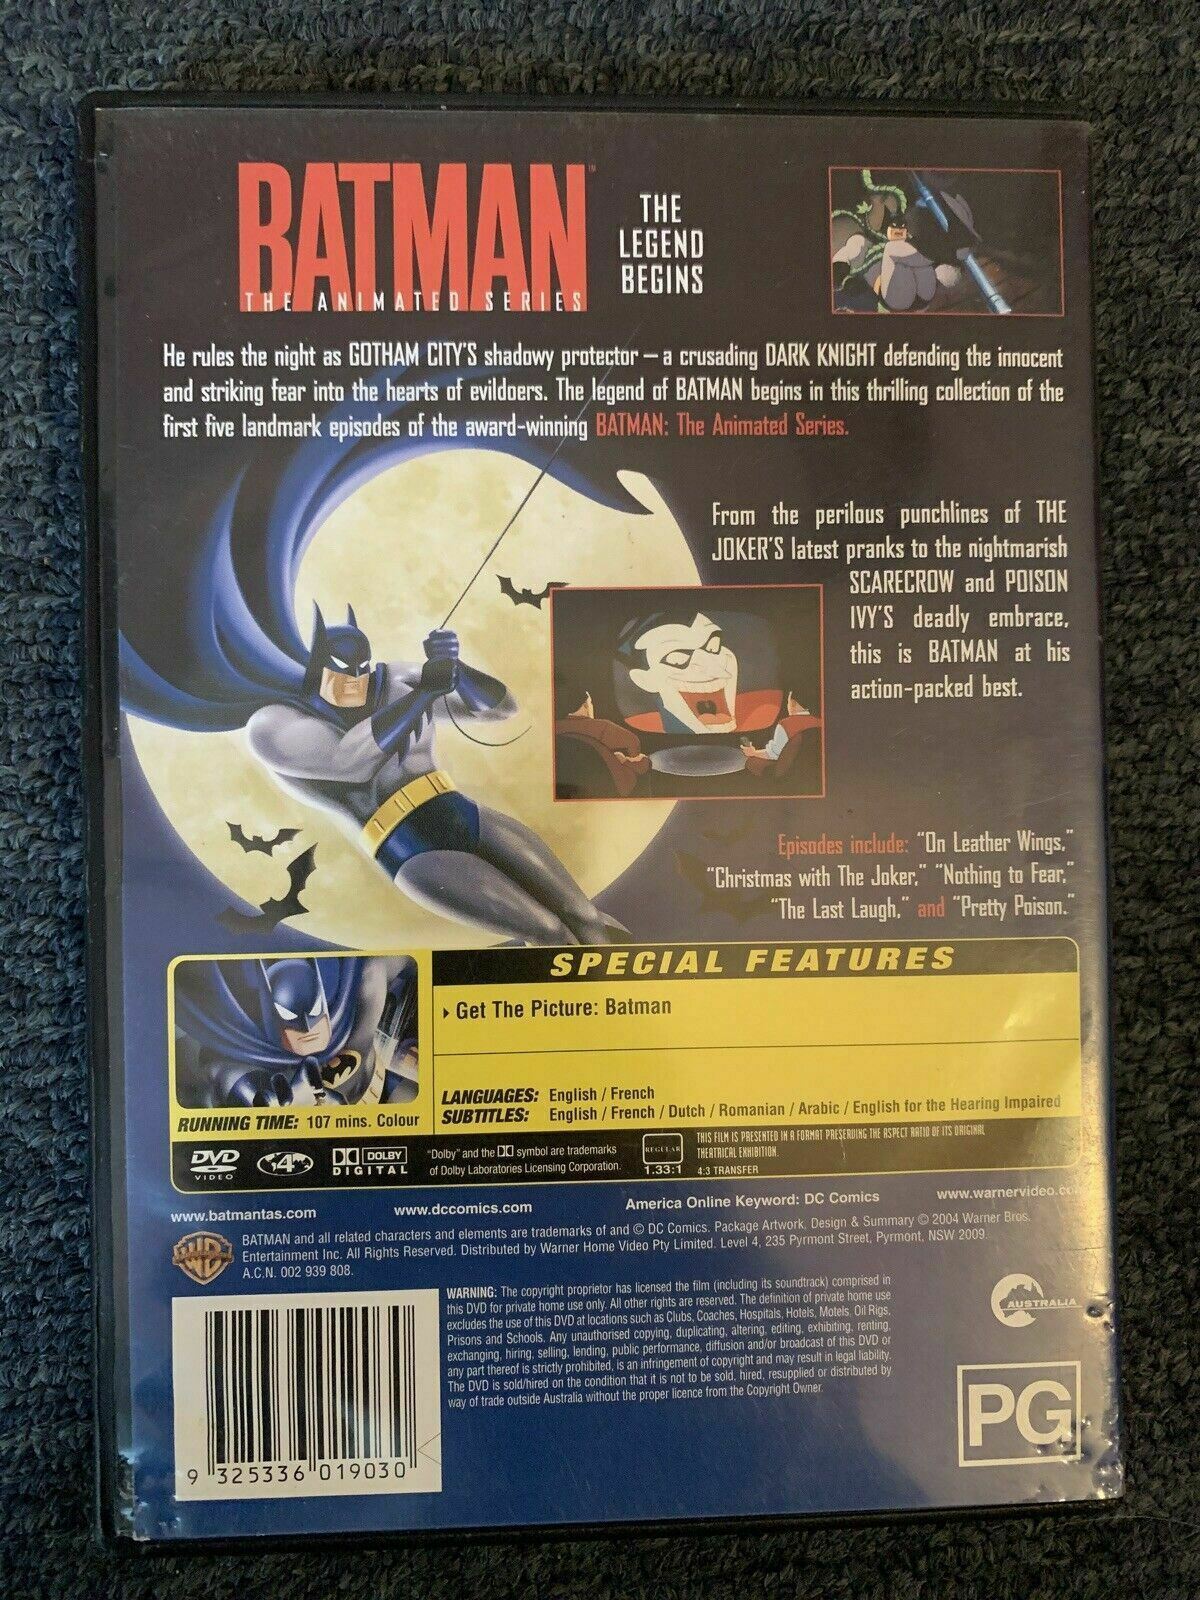 BATMAN™
THE ANIMATED SERIES
THE
LEGEND
BEGINS
He rules the night as GOTHAM CITY'S shadowy protector – a crusading DARK KNIGHT defending the innocent
and striking fear into the hearts of evildoers. The legend of BATMAN begins in this thrilling collection of the
first five landmark episodes of the award-winning BATMAN: The Animated Series.
From the perilous punchlines of THE
JOKER'S latest pranks to the nightmarish
SCARECROW and POISON
IVY'S deadly embrace,
this is BATMAN at his
action-packed best.
Episodes include: "On Leather Wings,"
"Christmas with The Joker," "Nothing to Fear,"
"The Last Laugh," and "Pretty Poison."
SPECIAL FEATURES
Get The Picture: Batman
LANGUAGES: English / French
SUBTITLES: English / French / Dutch / Romanian / Arabic / English for the Hearing Impaired
RUNNING TIME: 107 mins. Colour
DVD
VIDEO
4
DOLBY
DIGITAL
"Dolby" and the DD symbol are trademarks
of Dolby Laboratories Licensing Corporation.
REGULAR
1.33:1
THIS FILM IS PRESENTED IN A FORMAT PRESERVING THE ASPECT RATIO OF ITS ORIGINAL
THEATRICAL EXHIBITION.
4:3 TRANSFER
www.batmantas.com
www.dccomics.com
America Online Keyword: DC Comics
www.warnervideo.co
WB
BATMAN and all related characters and elements are trademarks of and © DC Comics. Package Artwork, Design & Summary © 2004 Warner Bros.
Entertainment Inc. All Rights Reserved. Distributed by Warner Home Video Pty Limited. Level 4, 235 Pyrmont Street, Pyrmont, NSW 2009.
A.C.N. 002 939 808.
WARNING: The copyright proprietor has licensed the film (including its soundtrack) comprised in
this DVD for private home use only. All other rights are reserved. The definition of private home use
excludes the use of this DVD at locations such as Clubs, Coaches, Hospitals, Hotels, Motels, Oil Rigs,
Prisons and Schools. Any unauthorised copying, duplicating, altering, editing, exhibiting, renting,
exchanging, hiring, selling, lending, public performance, diffusion and/or broadcast of this DVD or
any part thereof is strictly prohibited, is an infringement of copyright and may result in legal liability.
The DVD is sold/hired on the condition that it is not to be sold, hired, resupplied or distributed by
way of trade outside Australia without the proper licence from the Copyright Owner.
AUSTRALIA
PG
9 325336 019030